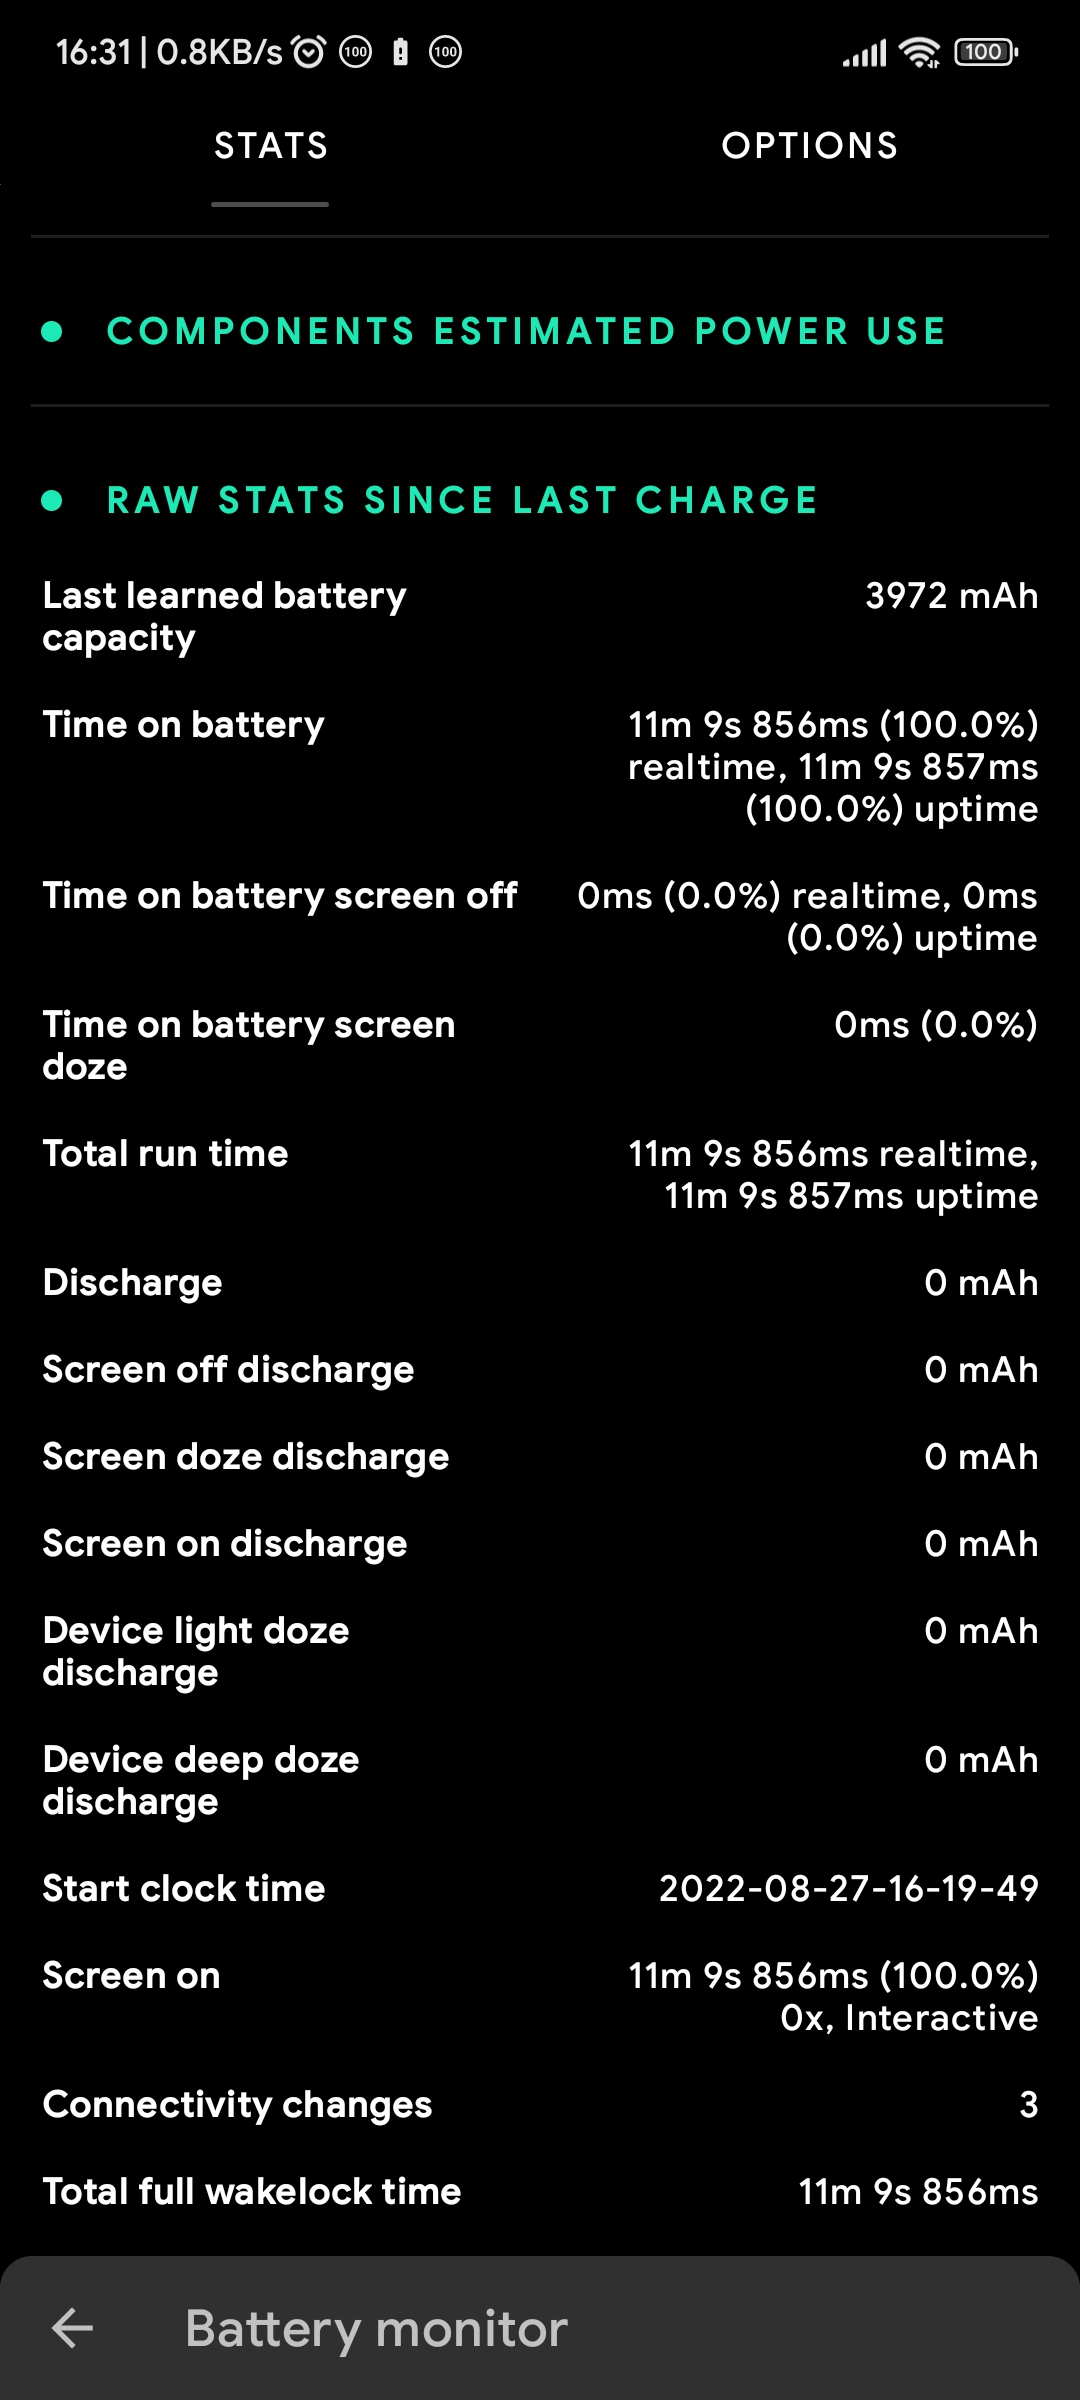 16:31 | 0.8KB/s 100 100 100
STATS OPTIONS
COMPONENTS ESTIMATED POWER USE
RAW STATS SINCE LAST CHARGE
Last learned battery 3972 mAh
capacity
Time on battery 11m 9s 856ms (100.0%)
realtime, 11m 9s 857ms
(100.0%) uptime
Time on battery screen off 0ms (0.0%) realtime, 0ms
(0.0%) uptime
Time on battery screen 0ms (0.0%)
doze
Total run time 11m 9s 856ms realtime,
11m 9s 857ms uptime
Discharge 0 mAh
Screen off discharge 0 mAh
Screen doze discharge 0 mAh
Screen on discharge 0 mAh
Device light doze 0 mAh
discharge
Device deep doze 0 mAh
discharge
Start clock time 2022-08-27-16-19-49
Screen on 11m 9s 856ms (100.0%)
0x, Interactive
Connectivity changes 3
Total full wakelock time 11m 9s 856ms
Battery monitor